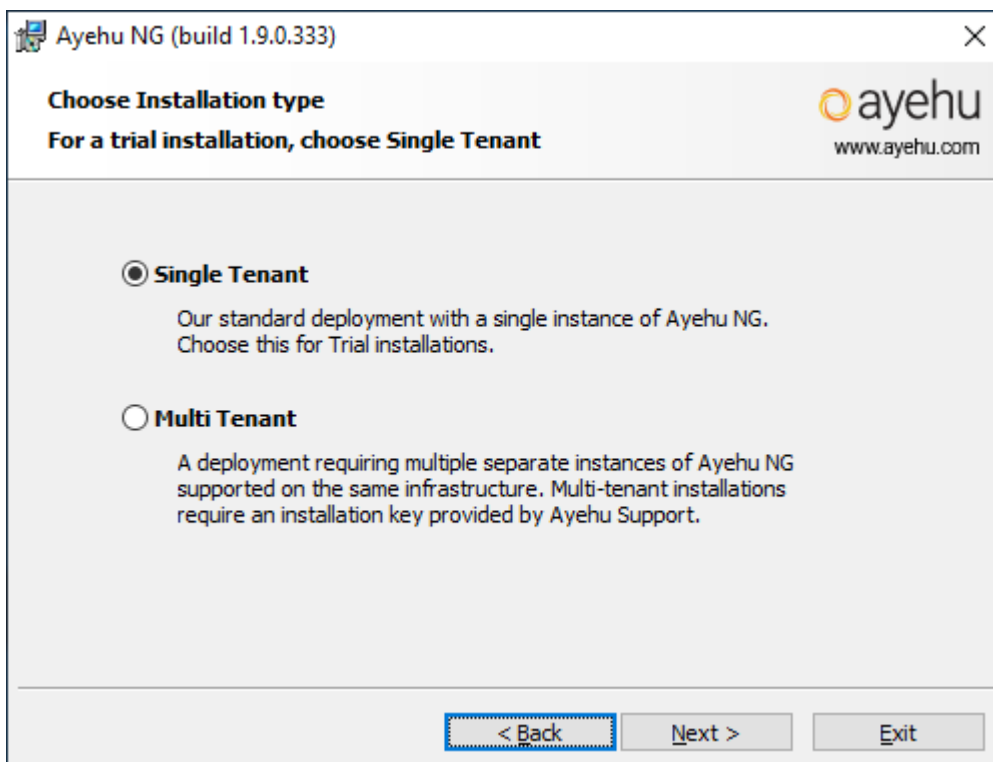 Ayehu NG (build 1.9.0.333)
Choose Installation type
For a trial installation, choose Single Tenant
ayehu
www.ayehu.com
Single Tenant
Our standard deployment with a single instance of Ayehu NG.
Choose this for Trial installations.
Multi Tenant
A deployment requiring multiple separate instances of Ayehu NG
supported on the same infrastructure. Multi-tenant installations
require an installation key provided by Ayehu Support.
< Back
Next >
Exit